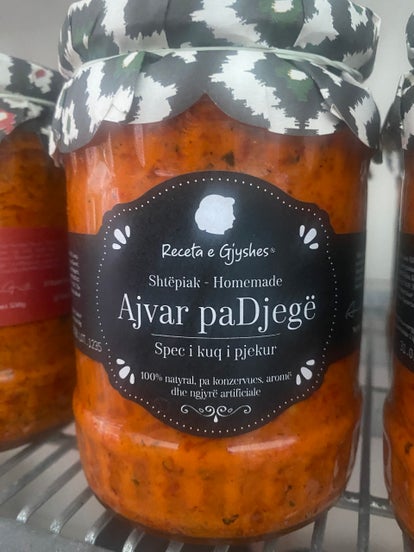 Receta e Gjyshes®
Shtëpiak - Homemade
Ajvar paDjegë
Spec i kuq i pjekur
100% natyral, pa konzervues, aromë
dhe ngjyrë artificiale